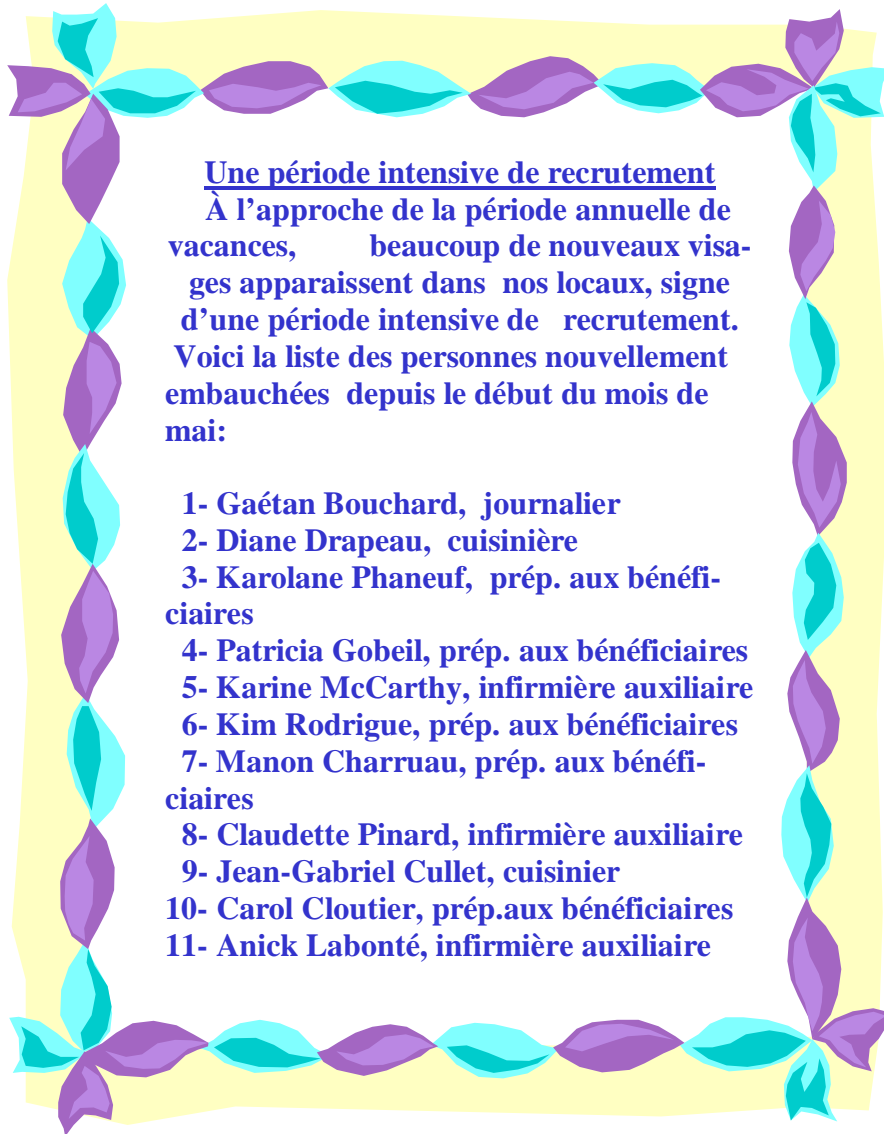 Une période intensive de recrutement
À l’approche de la période annuelle de
vacances, beaucoup de nouveaux visa-
ges apparaissent dans nos locaux, signe
d’une période intensive de recrutement.
Voici la liste des personnes nouvellement
embauchées depuis le début du mois de
mai:
1- Gaétan Bouchard, journalier
2- Diane Drapeau, cuisinière
3- Karolane Phaneuf, prép. aux bénéfi-
ciaires
4- Patricia Gobeil, prép. aux bénéficiaires
5- Karine McCarthy, infirmière auxiliaire
6- Kim Rodrigue, prép. aux bénéficiaires
7- Manon Charruau, prép. aux bénéfi-
ciaires
8- Claudette Pinard, infirmière auxiliaire
9- Jean-Gabriel Cullet, cuisinier
10- Carol Cloutier, prép.aux bénéficiaires
11- Anick Labonté, infirmière auxiliaire